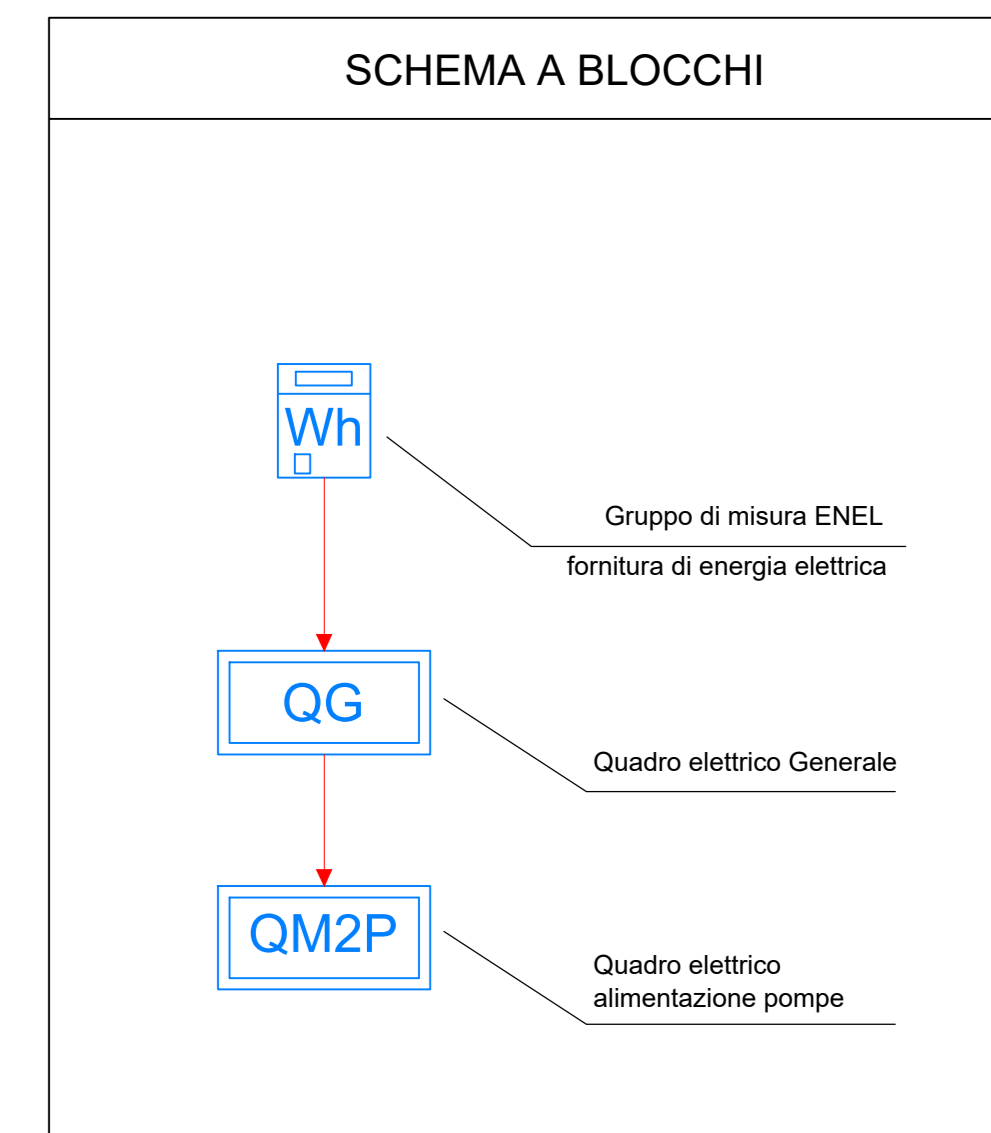 SCHEMA A BLOCCHI
Wh
Gruppo di misura ENEL
fornitura di energia elettrica
QG
Quadro elettrico Generale
QM2P
Quadro elettrico
alimentazione pompe